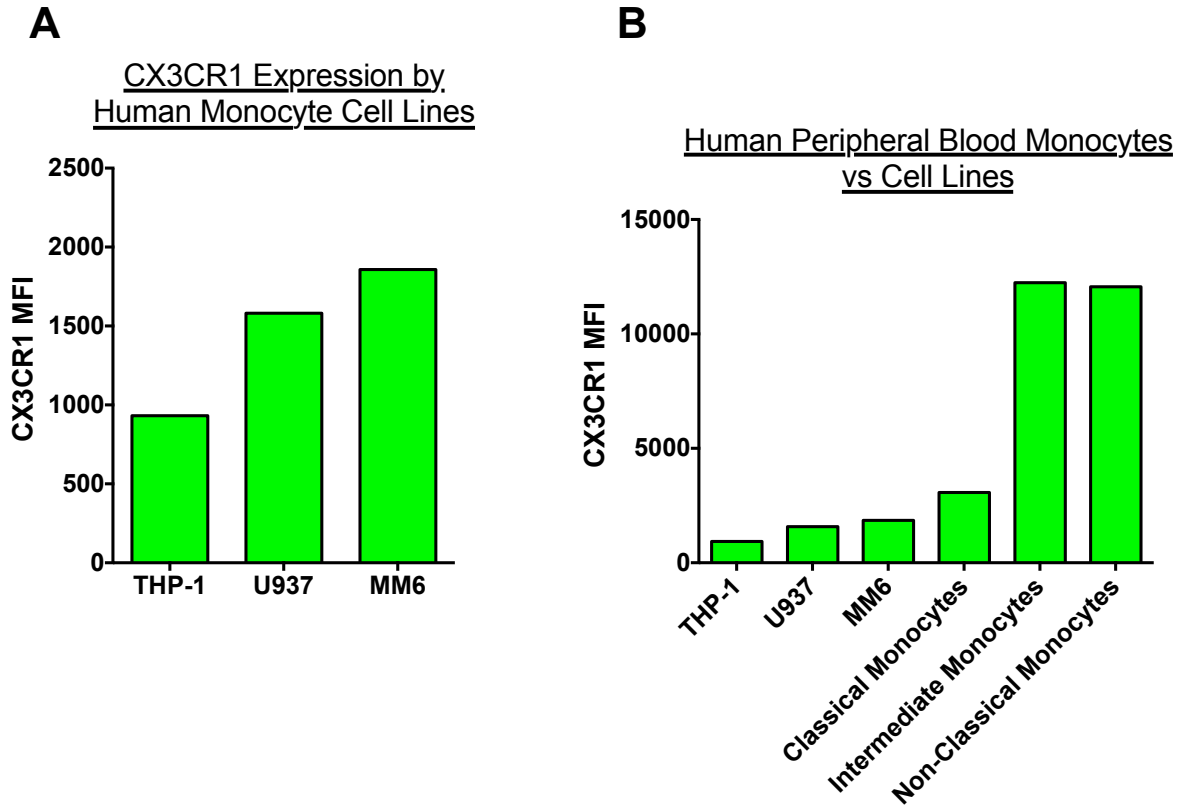 A
CX3CR1 Expression by
Human Monocyte Cell Lines
2500
2000
1500
1000
500
0
CX3CR1 MFI
THP-1
U937
MM6
B
Human Peripheral Blood Monocytes
vs Cell Lines
15000
10000
5000
0
CX3CR1 MFI
THP-1
U937
MM6
Classical Monocytes
Intermediate Monocytes
Non-Classical Monocytes